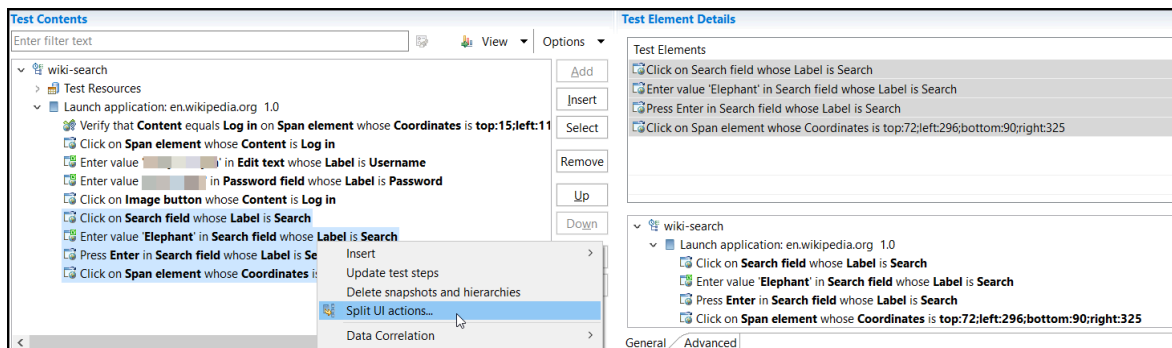 Test Contents
Enter filter text
View
Options
wiki-search
Test Resources
Launch application: en.wikipedia.org 1.0
Verify that Content equals Log in on Span element whose Coordinates is top:15;left:11
Click on Span element whose Content is Log in
Enter value ' ' in Edit text whose Label is Username
Enter value ' in Password field whose Label is Password
Click on Image button whose Content is Log in
Click on Search field whose Label is Search
Enter value 'Elephant' in Search field whose Label is Search
Press Enter in Search field whose Label is Se
Click on Span element whose Coordinates is
Add
Insert
Select
Remove
Up
Down
Insert
Update test steps
Delete snapshots and hierarchies
Split UI actions...
Data Correlation
Test Element Details
Test Elements
Click on Search field whose Label is Search
Enter value 'Elephant' in Search field whose Label is Search
Press Enter in Search field whose Label is Search
Click on Span element whose Coordinates is top:72;left:296;bottom:90;right:325
wiki-search
Launch application: en.wikipedia.org 1.0
Click on Search field whose Label is Search
Enter value 'Elephant' in Search field whose Label is Search
Press Enter in Search field whose Label is Search
Click on Span element whose Coordinates is top:72;left:296;bottom:90;right:325
General
Advanced